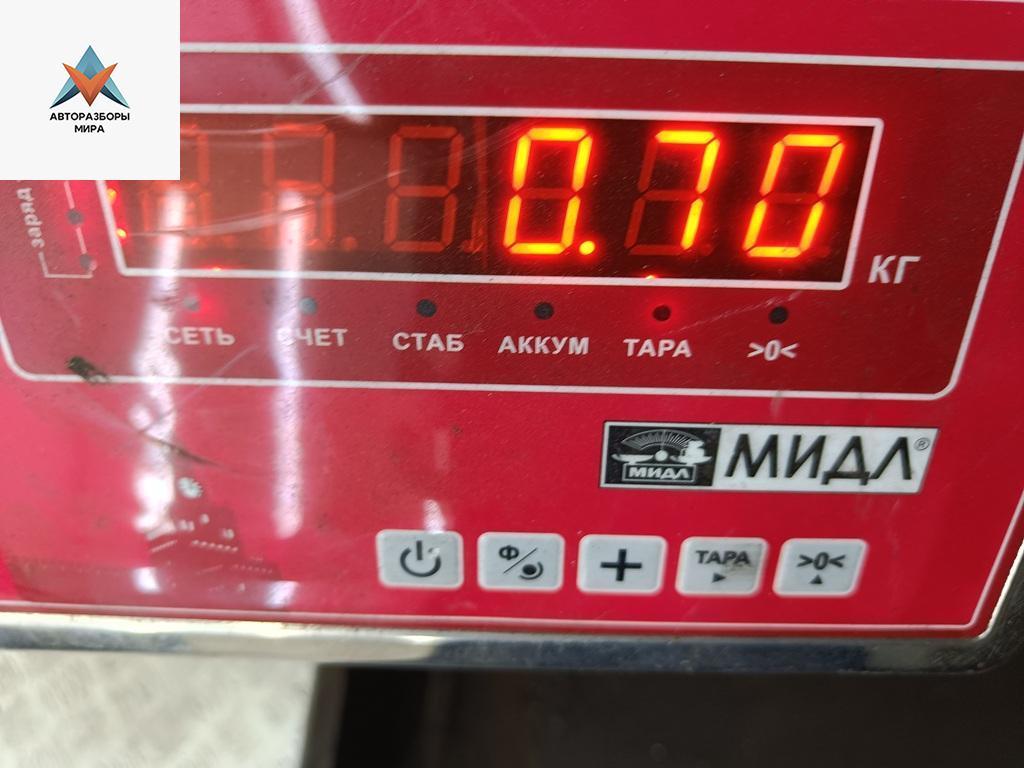 АВТОРАЗБОРЫ
МИРА
заряд
0.70
КГ
СЕТЬ СЧЕТ СТАБ АККУМ ТАРА >0<
МИДЛ МИДЛ®
Ф + ТАРА >0<